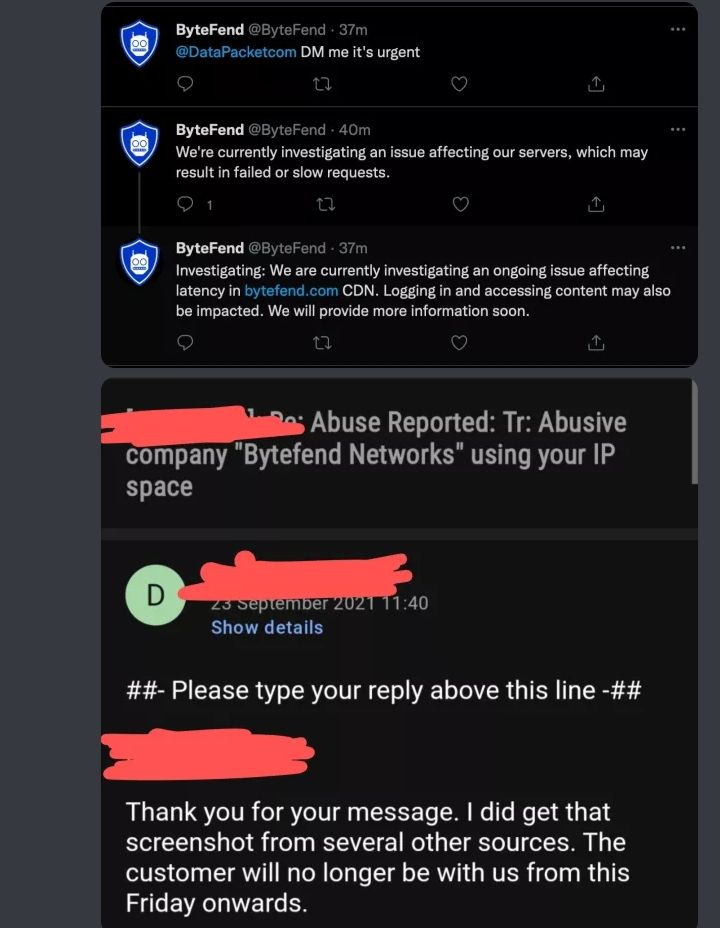 ByteFend @ByteFend · 37m
@DataPacketcom DM me it's urgent
ByteFend @ByteFend · 40m
We're currently investigating an issue affecting our servers, which may
result in failed or slow requests.
1
ByteFend @ByteFend · 37m
Investigating: We are currently investigating an ongoing issue affecting
latency in bytefend.com CDN. Logging in and accessing content may also
be impacted. We will provide more information soon.
Re: Abuse Reported: Tr: Abusive
company "Bytefend Networks" using your IP
space
D
23 September 2021 11:40
Show details
##- Please type your reply above this line -##
Thank you for your message. I did get that
screenshot from several other sources. The
customer will no longer be with us from this
Friday onwards.